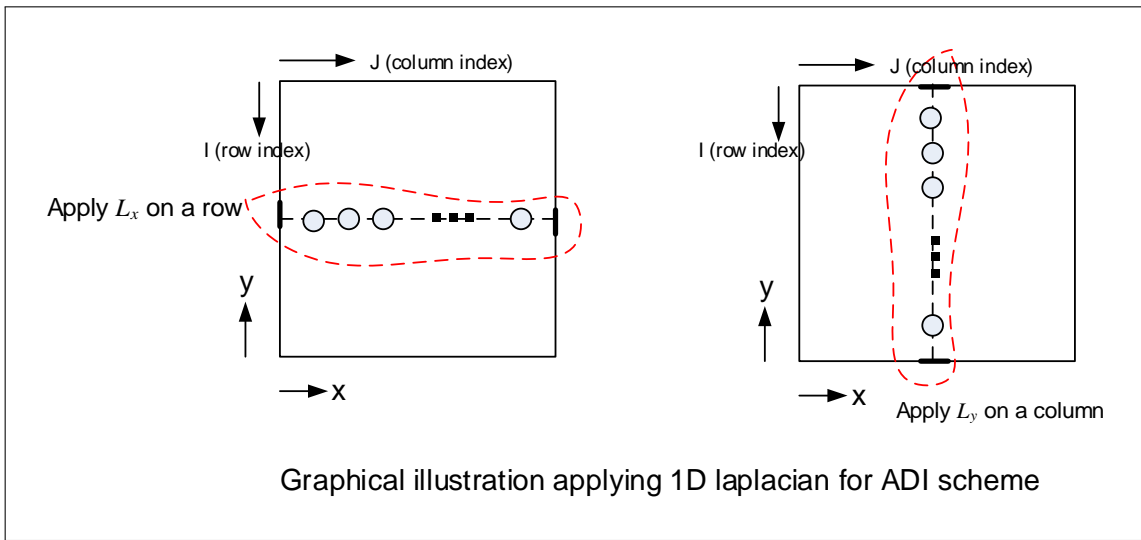 J (column index)
I (row index)
Apply Lx on a row
y
x
J (column index)
I (row index)
y
x
Apply Ly on a column
Graphical illustration applying 1D laplacian for ADI scheme